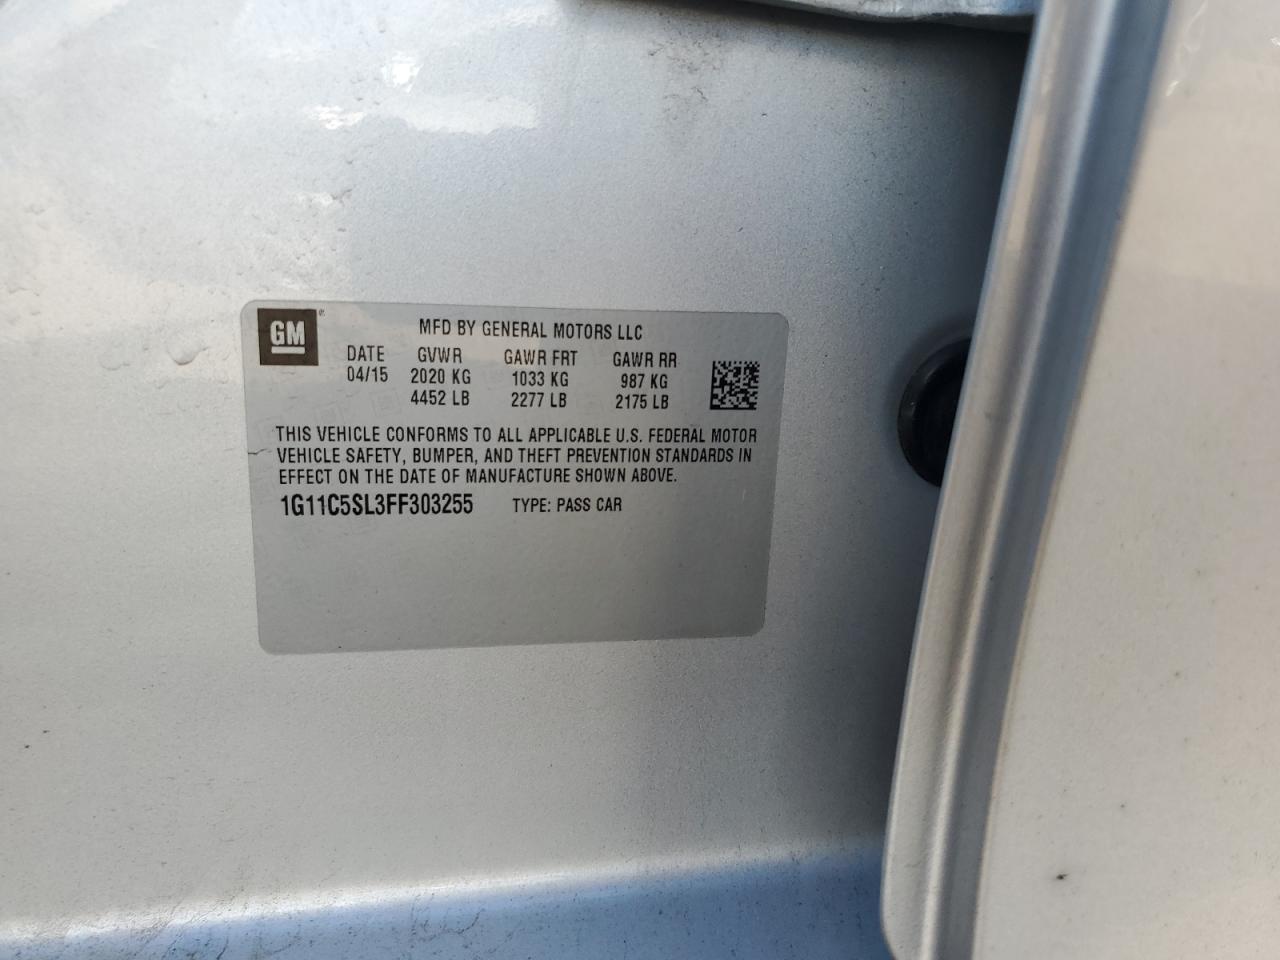 GM®
MFD BY GENERAL MOTORS LLC
DATE GVWR GAWR FRT GAWR RR
04/15 2020 KG 1033 KG 987 KG
4452 LB 2277 LB 2175 LB
THIS VEHICLE CONFORMS TO ALL APPLICABLE U.S. FEDERAL MOTOR
VEHICLE SAFETY, BUMPER, AND THEFT PREVENTION STANDARDS IN
EFFECT ON THE DATE OF MANUFACTURE SHOWN ABOVE.
1G11C5SL3FF303255 TYPE: PASS CAR